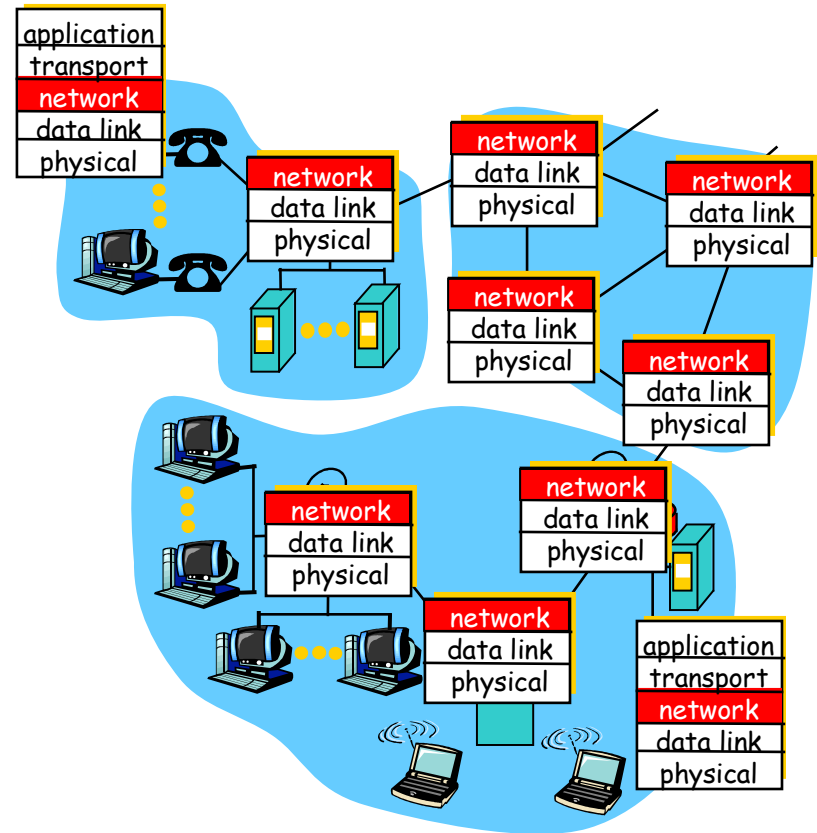 application
transport
network
data link
physical
network
data link
physical
network
data link
physical
network
data link
physical
network
data link
physical
network
data link
physical
network
data link
physical
network
data link
physical
network
data link
physical
application
transport
network
data link
physical